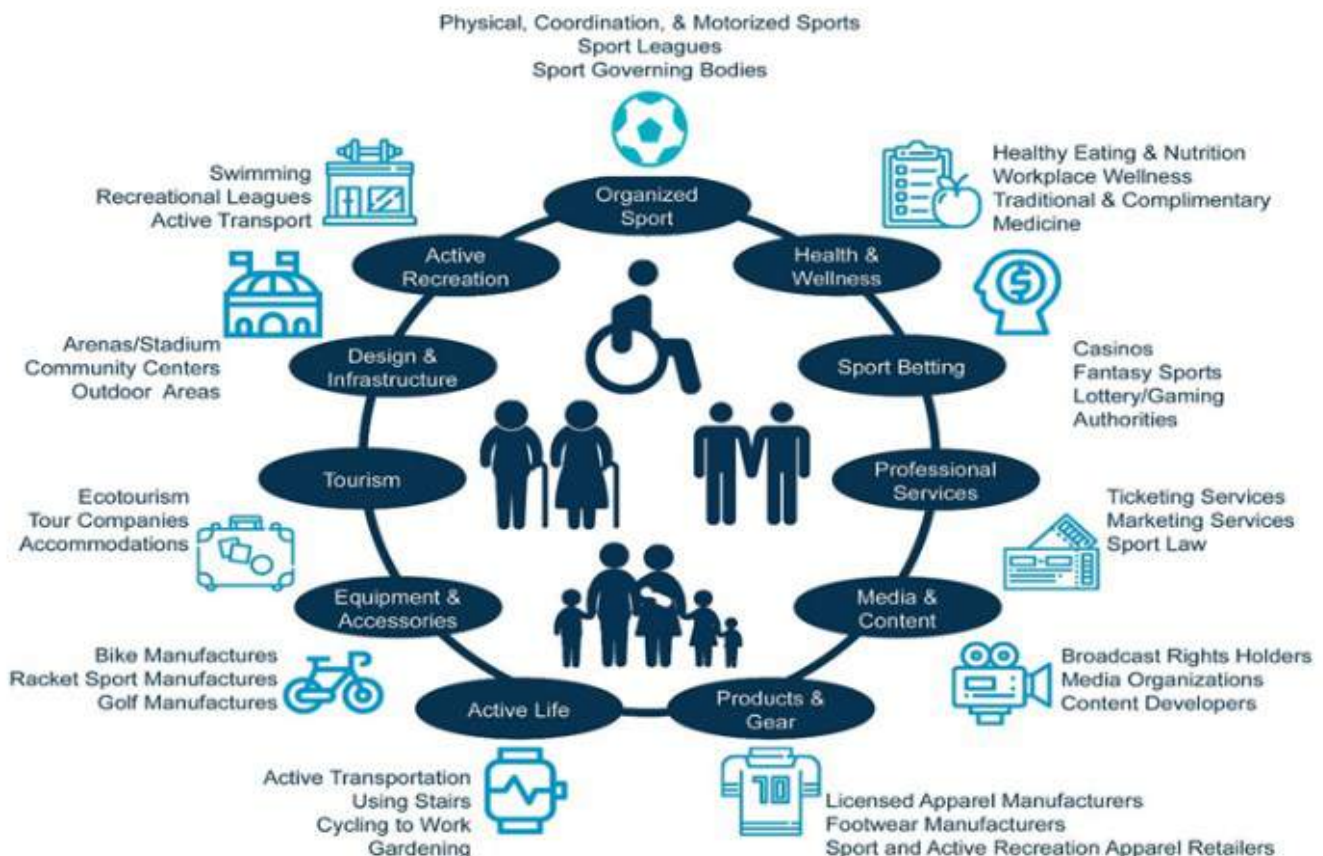 Physical, Coordination, & Motorized Sports
Sport Leagues
Sport Governing Bodies
Organized
Sport
Healthy Eating & Nutrition
Workplace Wellness
Traditional & Complimentary
Medicine
Health &
Wellness
Casinos
Fantasy Sports
Lottery/Gaming
Authorities
Sport Betting
Professional
Services
Ticketing Services
Marketing Services
Sport Law
Media &
Content
Broadcast Rights Holders
Media Organizations
Content Developers
Products &
Gear
10
Licensed Apparel Manufacturers
Footwear Manufacturers
Sport and Active Recreation Apparel Retailers
Active Life
Active Transportation
Using Stairs
Cycling to Work
Gardening
Equipment &
Accessories
Bike Manufactures
Racket Sport Manufactures
Golf Manufactures
Tourism
Ecotourism
Tour Companies
Accommodations
Design &
Infrastructure
Arenas/Stadium
Community Centers
Outdoor Areas
Active
Recreation
Swimming
Recreational Leagues
Active Transport
$